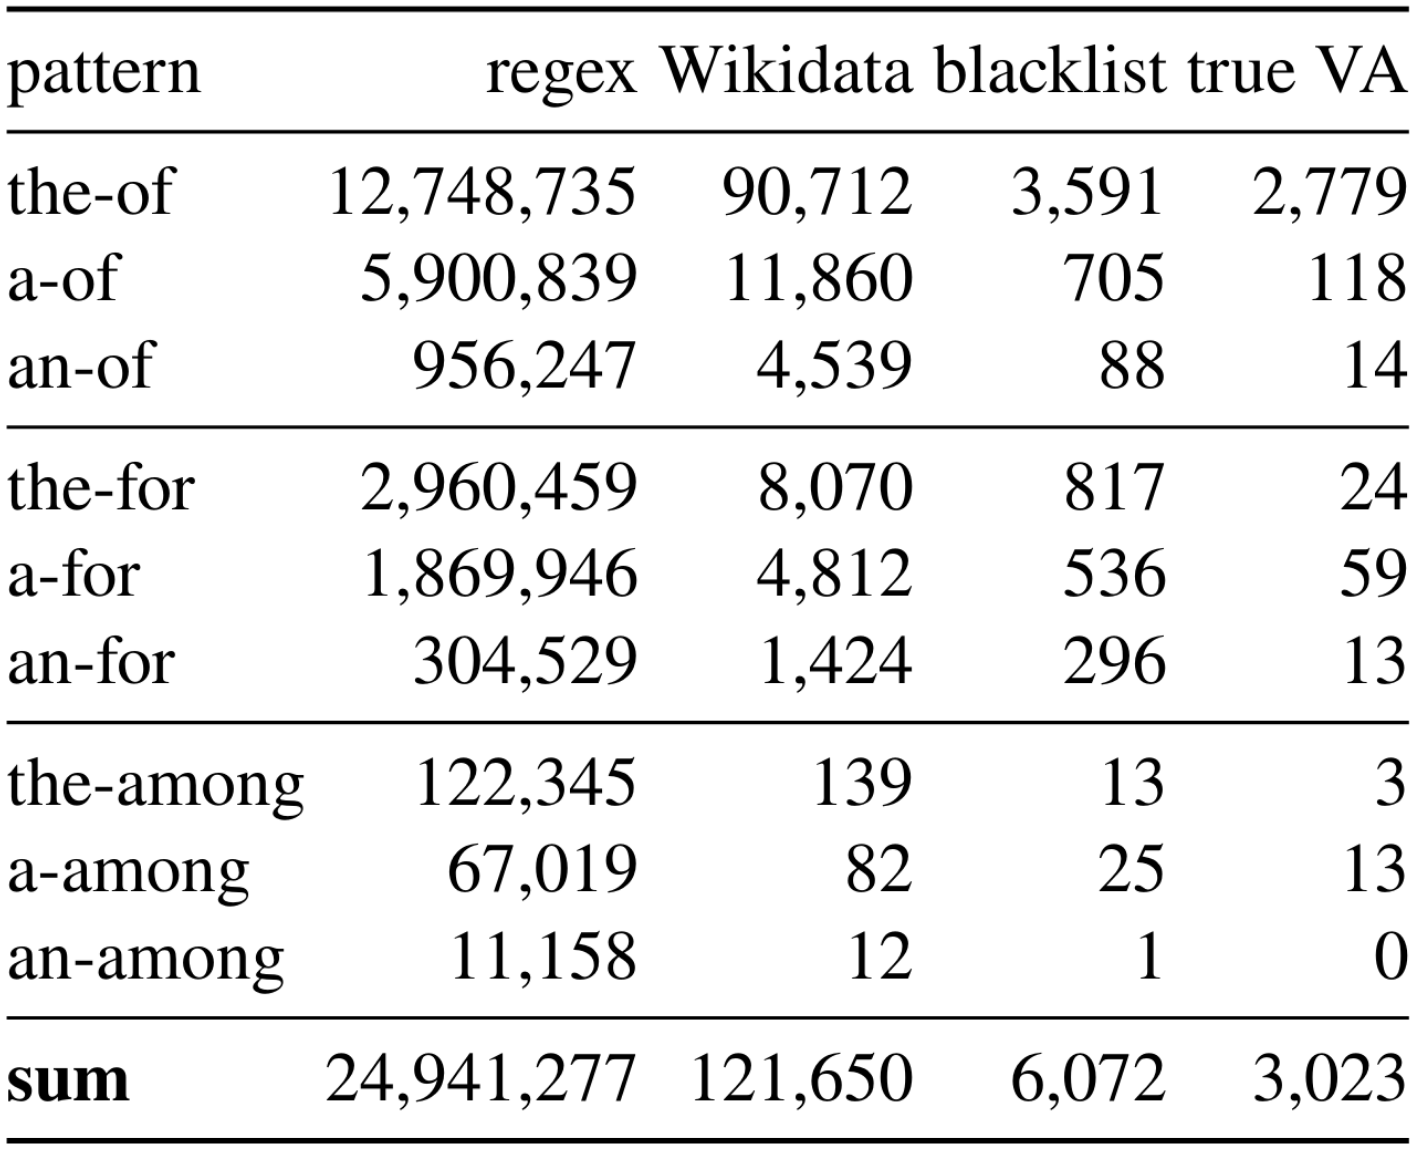 pattern regex Wikidata blacklist true VA
the-of 12,748,735 90,712 3,591 2,779
a-of 5,900,839 11,860 705 118
an-of 956,247 4,539 88 14
the-for 2,960,459 8,070 817 24
a-for 1,869,946 4,812 536 59
an-for 304,529 1,424 296 13
the-among 122,345 139 13 3
a-among 67,019 82 25 13
an-among 11,158 12 1 0
sum 24,941,277 121,650 6,072 3,023